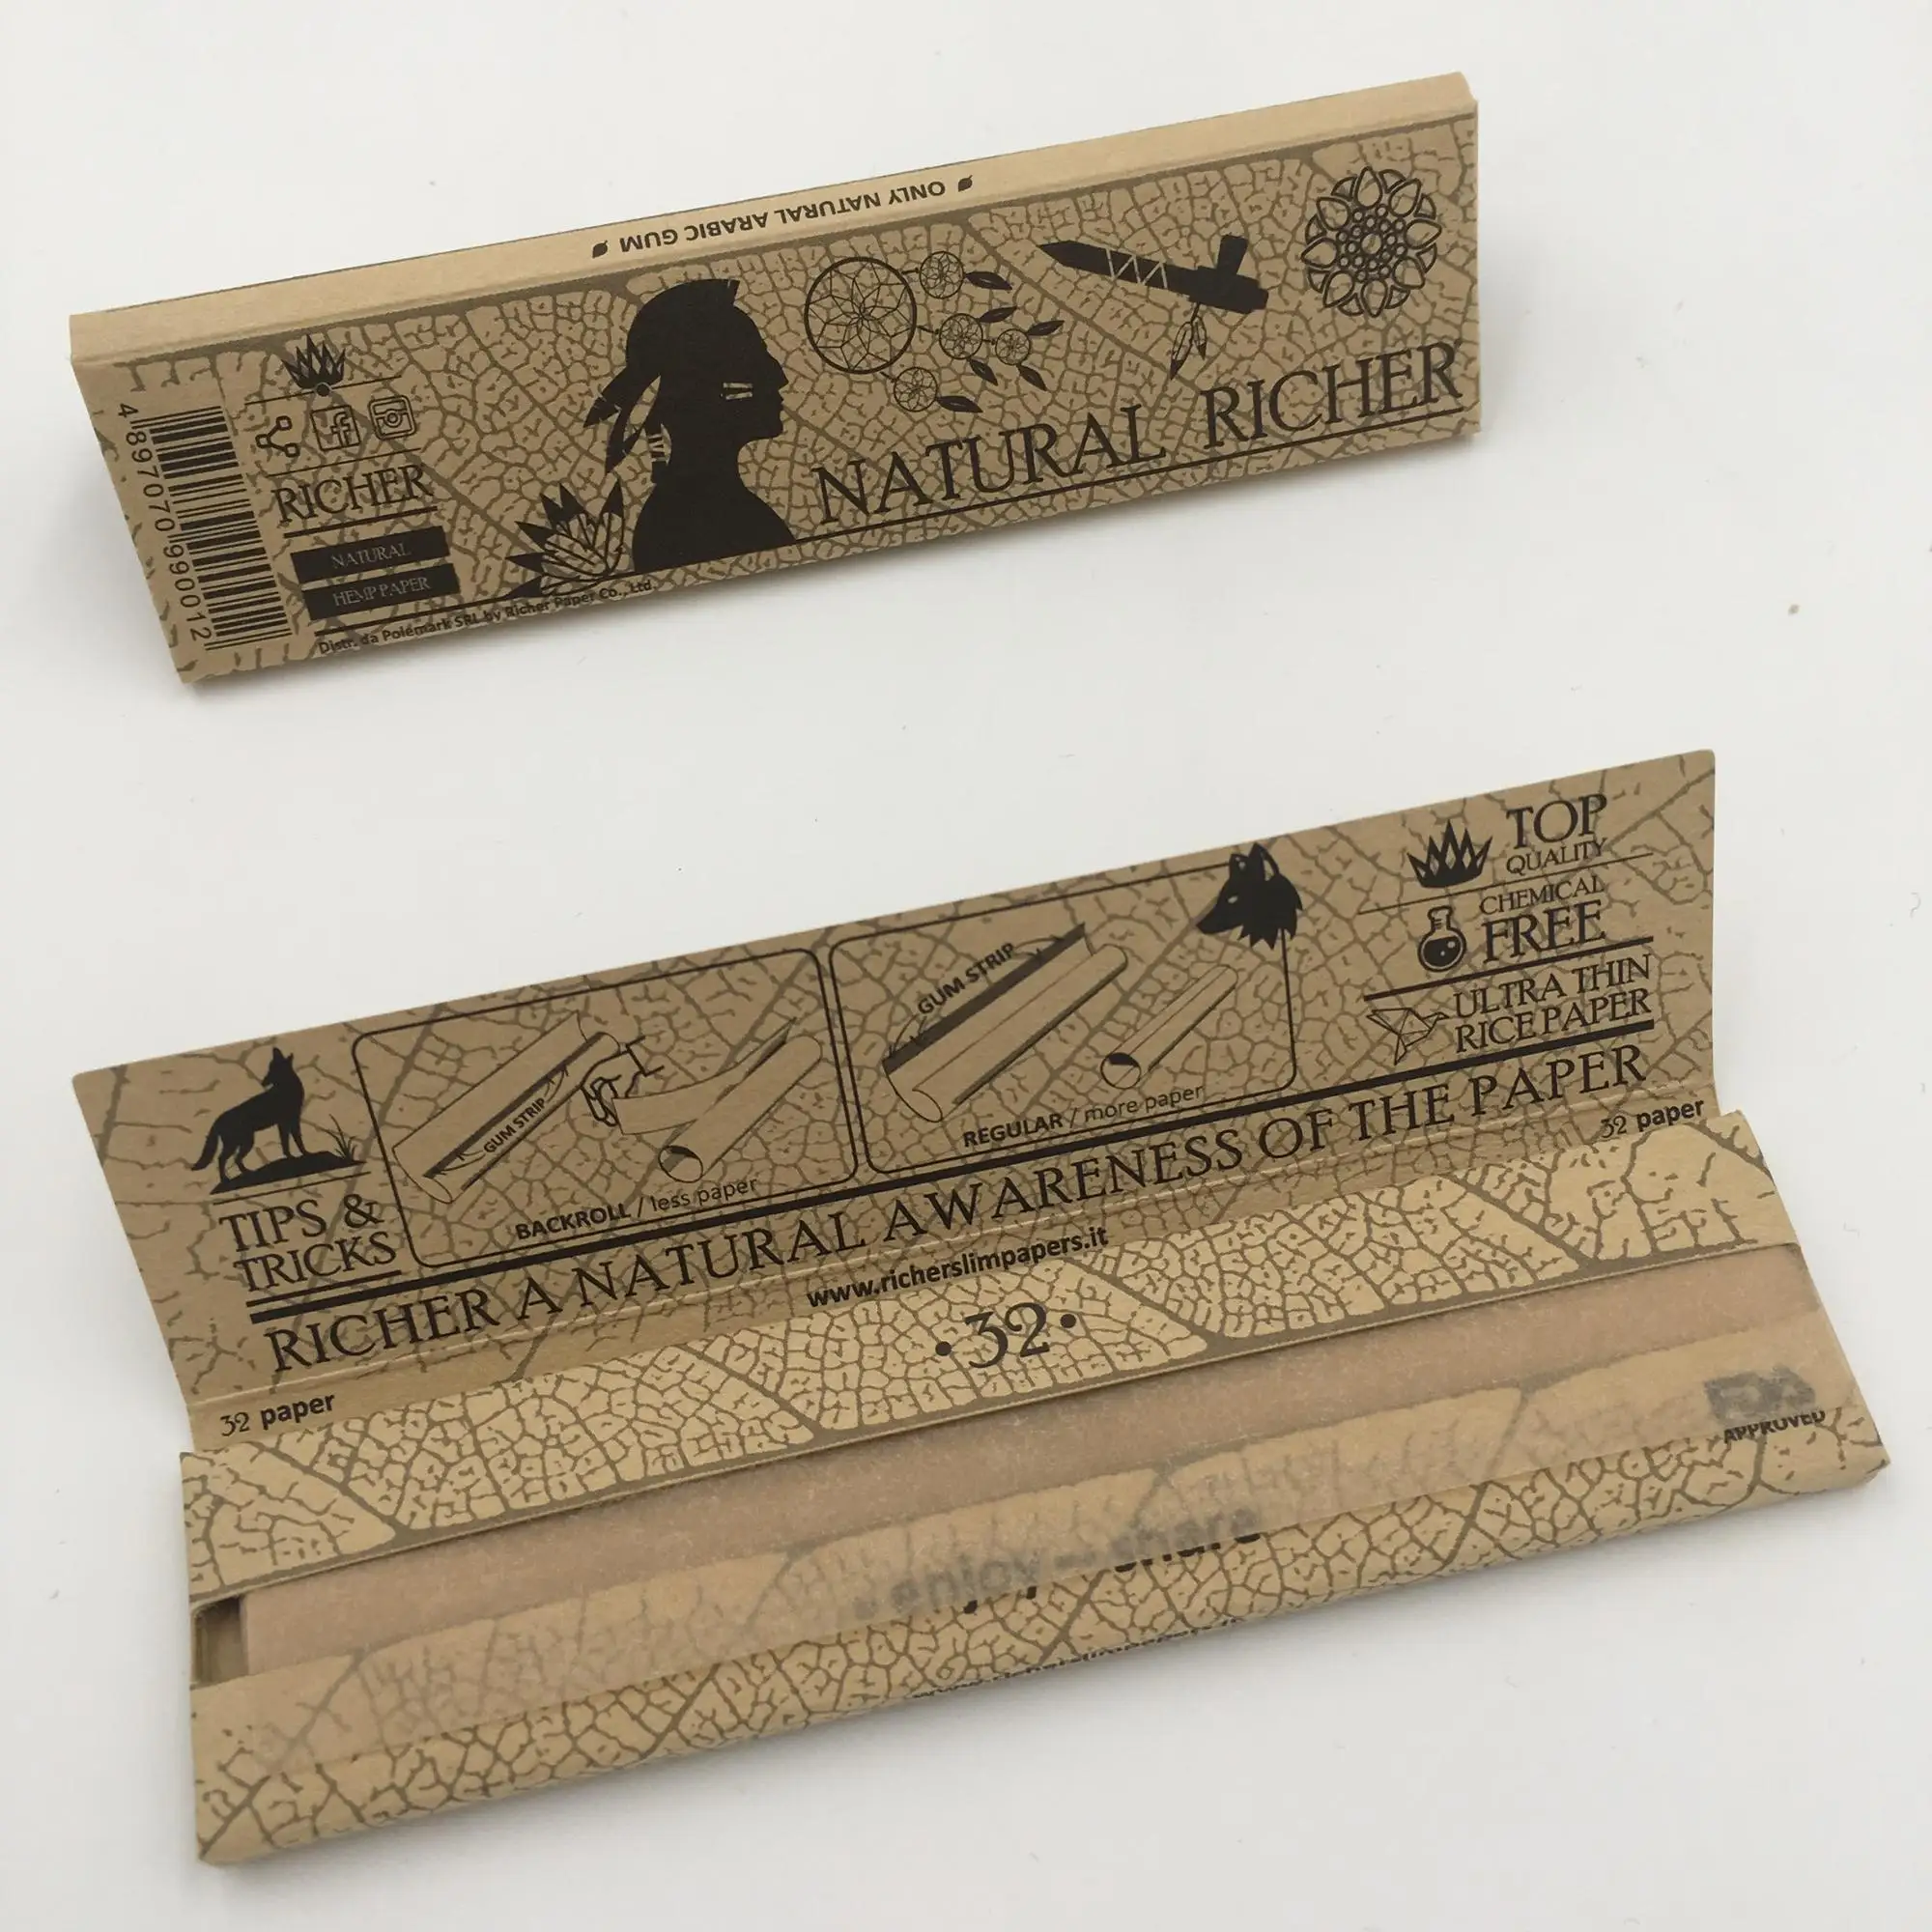 ONLY NATURAL ARABIC GUM
4 897070 990012
RICHER
NATURAL
HEMP PAPER
NATURAL RICHER
Distr. da Polemark SRL by Richer Paper Co., Ltd.
TOP
QUALITY
CHEMICAL
FREE
ULTRA THIN
RICE PAPER
GUM STRIP
REGULAR / more paper
GUM STRIP
BACKROLL / less paper
TIPS &
TRICKS
RICHER A NATURAL AWARENESS OF THE PAPER
32 paper
www.richerslimpapers.it
32 paper
·32·
FDA
APPROVED
enjoy - share